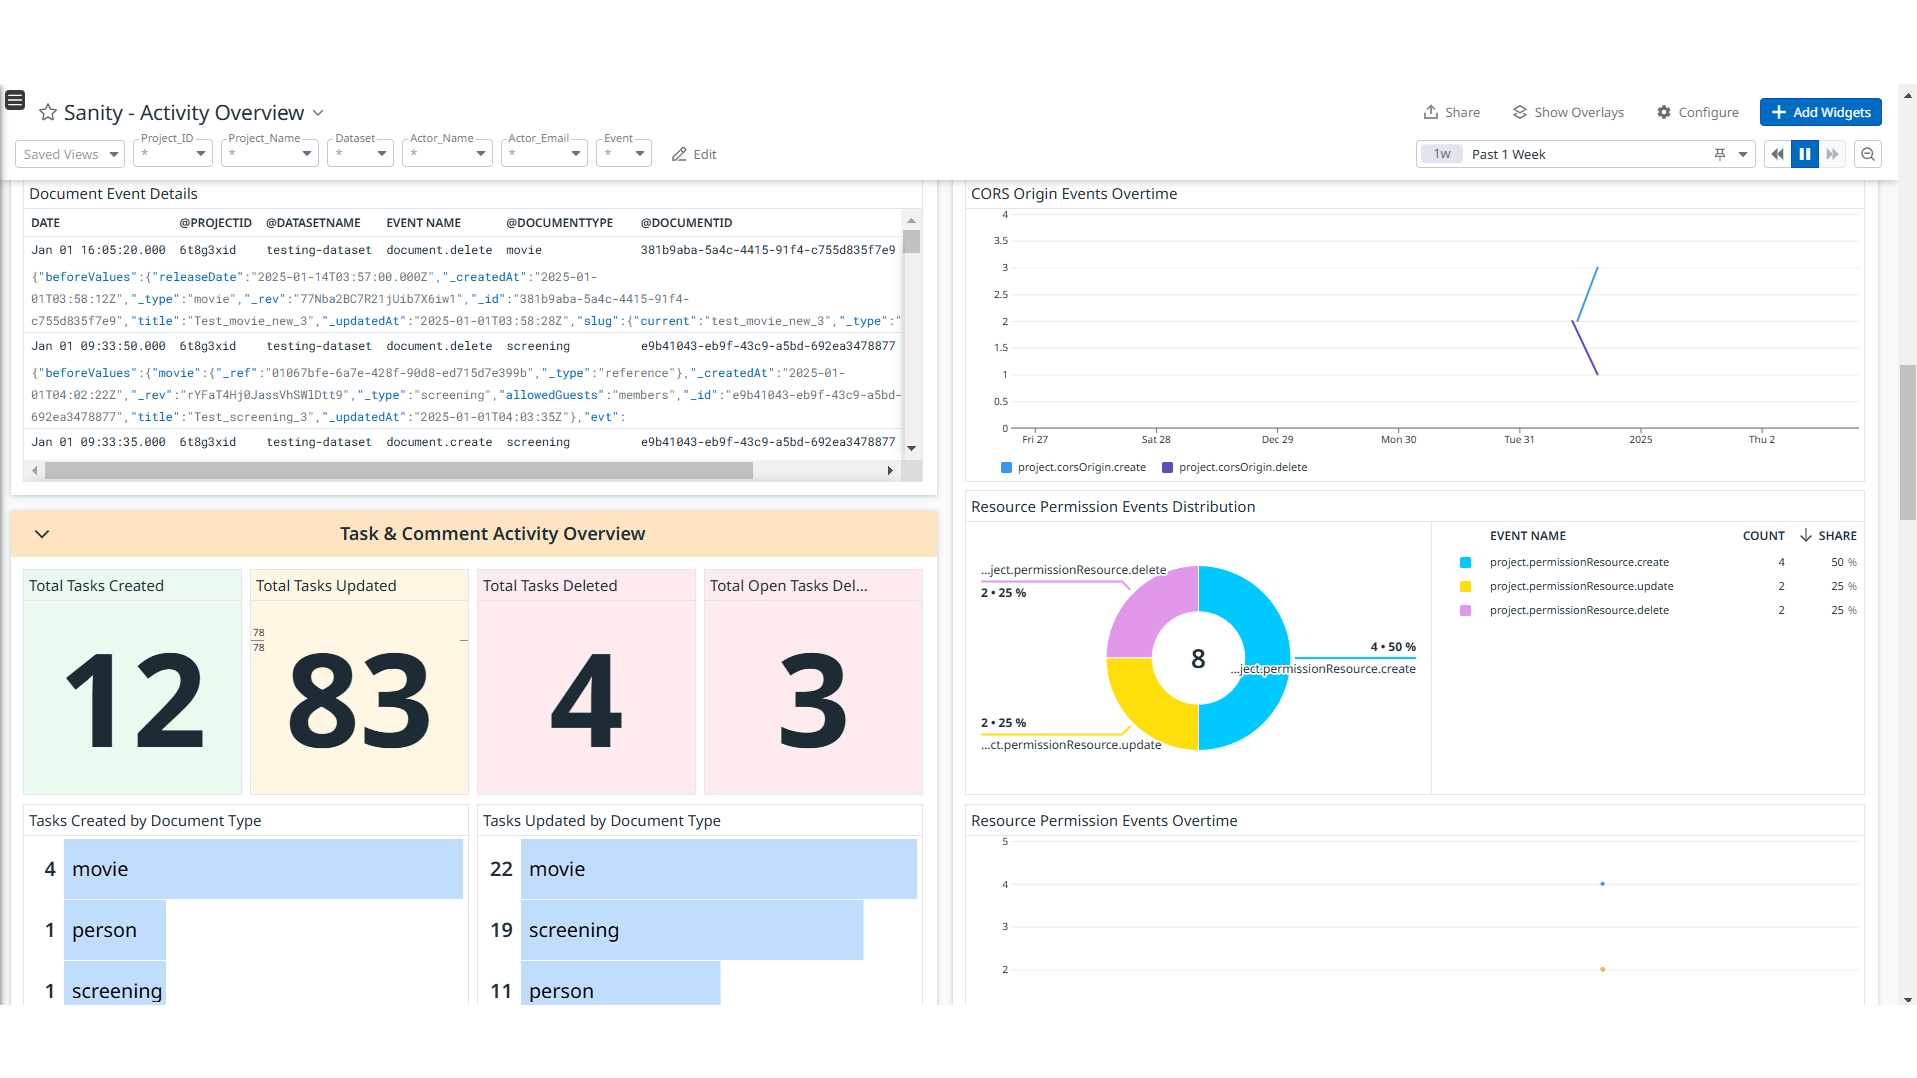 Sanity - Activity Overview
Share
Show Overlays
Configure
Add Widgets
Saved Views
Project_ID
*
Project_Name
*
Dataset
*
Actor_Name
*
Actor_Email
*
Event
*
Edit
1w Past 1 Week
Document Event Details
DATE @PROJECTID @DATASETNAME EVENT NAME @DOCUMENTTYPE @DOCUMENTID
Jan 01 16:05:20.000 6t8g3xid testing-dataset document.delete movie 381b9aba-5a4c-4415-91f4-c755d835f7e9
{"beforeValues":{"releaseDate":"2025-01-14T03:57:00.000Z","_createdAt":"2025-01-
01T03:58:12Z","_type":"movie","_rev":"77Nba2BC7R21jUib7X6iw1","_id":"381b9aba-5a4c-4415-91f4-
c755d835f7e9","title":"Test_movie_new_3","_updatedAt":"2025-01-01T03:58:28Z","slug":{"current":"test_movie_new_3","_type":"
Jan 01 09:33:50.000 6t8g3xid testing-dataset document.delete screening e9b41043-eb9f-43c9-a5bd-692ea3478877
{"beforeValues":{"movie":{"_ref":"01067bfe-6a7e-428f-90d8-ed715d7e399b","_type":"reference"},"_createdAt":"2025-01-
01T04:02:22Z","_rev":"rYFaT4Hj0JassVhSWlDtt9","_type":"screening","allowedGuests":"members","_id":"e9b41043-eb9f-43c9-a5bd-
692ea3478877","title":"Test_screening_3","_updatedAt":"2025-01-01T04:03:35Z"},"evt":
Jan 01 09:33:35.000 6t8g3xid testing-dataset document.create screening e9b41043-eb9f-43c9-a5bd-692ea3478877
Task & Comment Activity Overview
Total Tasks Created
12
Total Tasks Updated
78
78
83
Total Tasks Deleted
4
Total Open Tasks Del...
3
Tasks Created by Document Type
4 movie
1 person
1 screening
Tasks Updated by Document Type
22 movie
19 screening
11 person
CORS Origin Events Overtime
4
3.5
3
2.5
2
1.5
1
0.5
0
Fri 27 Sat 28 Dec 29 Mon 30 Tue 31 2025 Thu 2
project.corsOrigin.create project.corsOrigin.delete
Resource Permission Events Distribution
...ject.permissionResource.delete
2 • 25 %
8
4 • 50 %
...ject.permissionResource.create
2 • 25 %
...ct.permissionResource.update
EVENT NAME COUNT SHARE
project.permissionResource.create 4 50 %
project.permissionResource.update 2 25 %
project.permissionResource.delete 2 25 %
Resource Permission Events Overtime
5
4
3
2